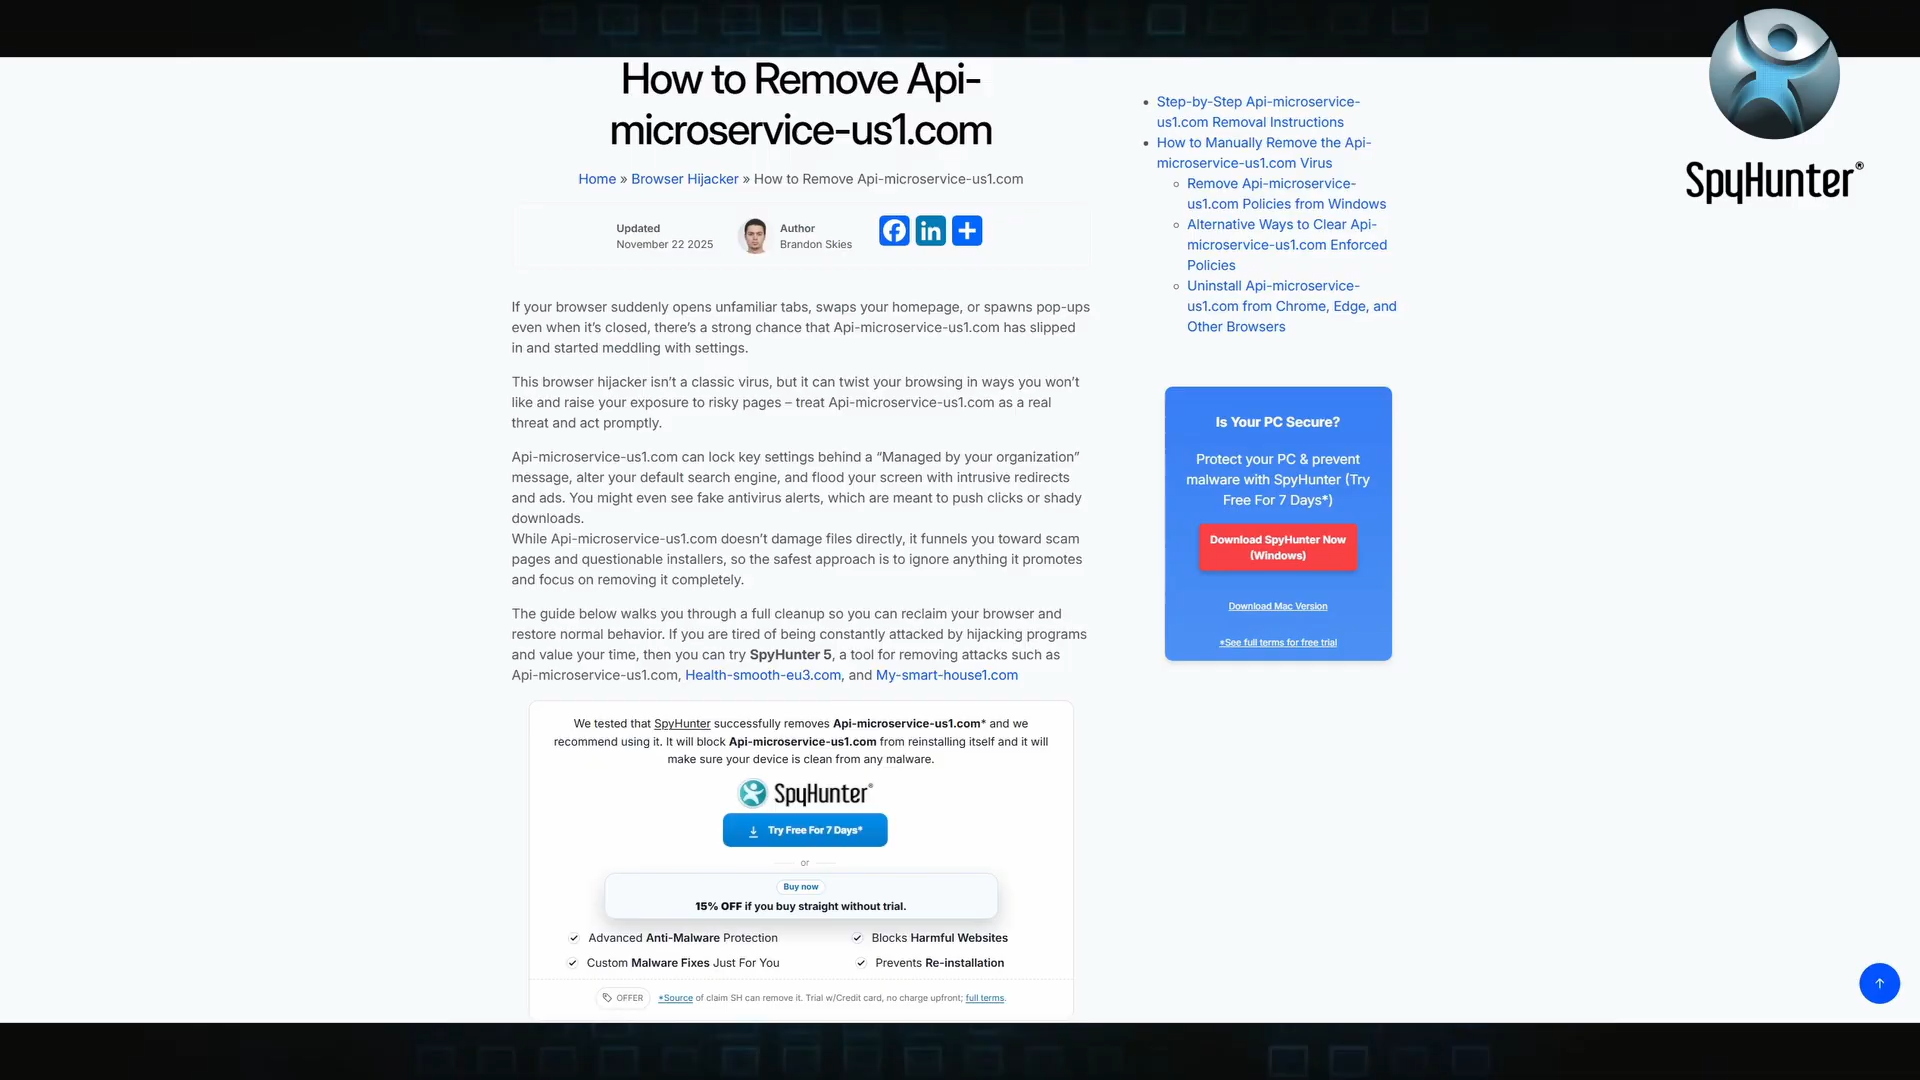 How to Remove Api-
microservice-us1.com
Home » Browser Hijacker » How to Remove Api-microservice-us1.com
Updated
November 22 2025
Author
Brandon Skies
If your browser suddenly opens unfamiliar tabs, swaps your homepage, or spawns pop-ups
even when it’s closed, there’s a strong chance that Api-microservice-us1.com has slipped
in and started meddling with settings.
This browser hijacker isn’t a classic virus, but it can twist your browsing in ways you won’t
like and raise your exposure to risky pages – treat Api-microservice-us1.com as a real
threat and act promptly.
Api-microservice-us1.com can lock key settings behind a “Managed by your organization”
message, alter your default search engine, and flood your screen with intrusive redirects
and ads. You might even see fake antivirus alerts, which are meant to push clicks or shady
downloads.
While Api-microservice-us1.com doesn’t damage files directly, it funnels you toward scam
pages and questionable installers, so the safest approach is to ignore anything it promotes
and focus on removing it completely.
The guide below walks you through a full cleanup so you can reclaim your browser and
restore normal behavior. If you are tired of being constantly attacked by hijacking programs
and value your time, then you can try SpyHunter 5, a tool for removing attacks such as
Api-microservice-us1.com, Health-smooth-eu3.com, and My-smart-house1.com
We tested that SpyHunter successfully removes Api-microservice-us1.com* and we
recommend using it. It will block Api-microservice-us1.com from reinstalling itself and it will
make sure your device is clean from any malware.
SpyHunter®
Try Free For 7 Days*
or
Buy now
15% OFF if you buy straight without trial.
Advanced Anti-Malware Protection
Blocks Harmful Websites
Custom Malware Fixes Just For You
Prevents Re-installation
OFFER
*Source of claim SH can remove it. Trial w/Credit card, no charge upfront; full terms.
Step-by-Step Api-microservice-
us1.com Removal Instructions
How to Manually Remove the Api-
microservice-us1.com Virus
Remove Api-microservice-
us1.com Policies from Windows
Alternative Ways to Clear Api-
microservice-us1.com Enforced
Policies
Uninstall Api-microservice-
us1.com from Chrome, Edge, and
Other Browsers
Is Your PC Secure?
Protect your PC & prevent
malware with SpyHunter (Try
Free For 7 Days*)
Download SpyHunter Now
(Windows)
Download Mac Version
*See full terms for free trial
SpyHunter®